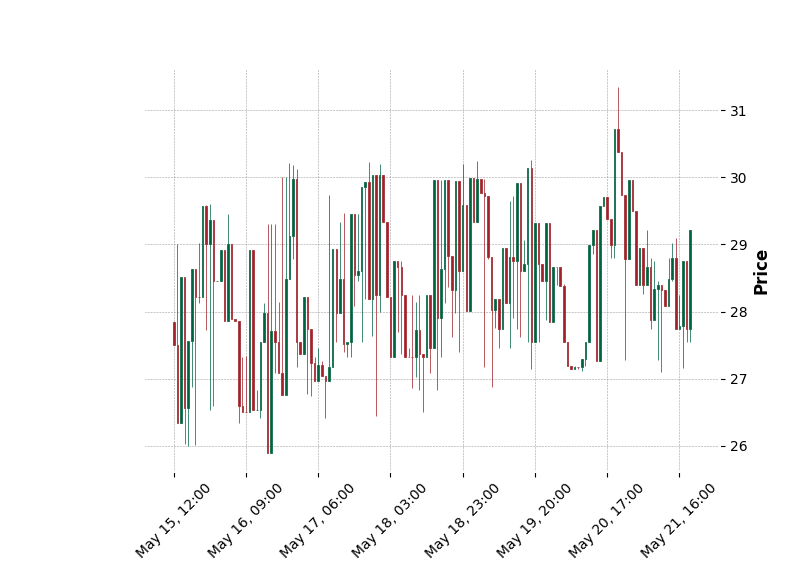 31
30
29
28
27
26
Price
May 15, 12:00
May 16, 09:00
May 17, 06:00
May 18, 03:00
May 18, 23:00
May 19, 20:00
May 20, 17:00
May 21, 16:00